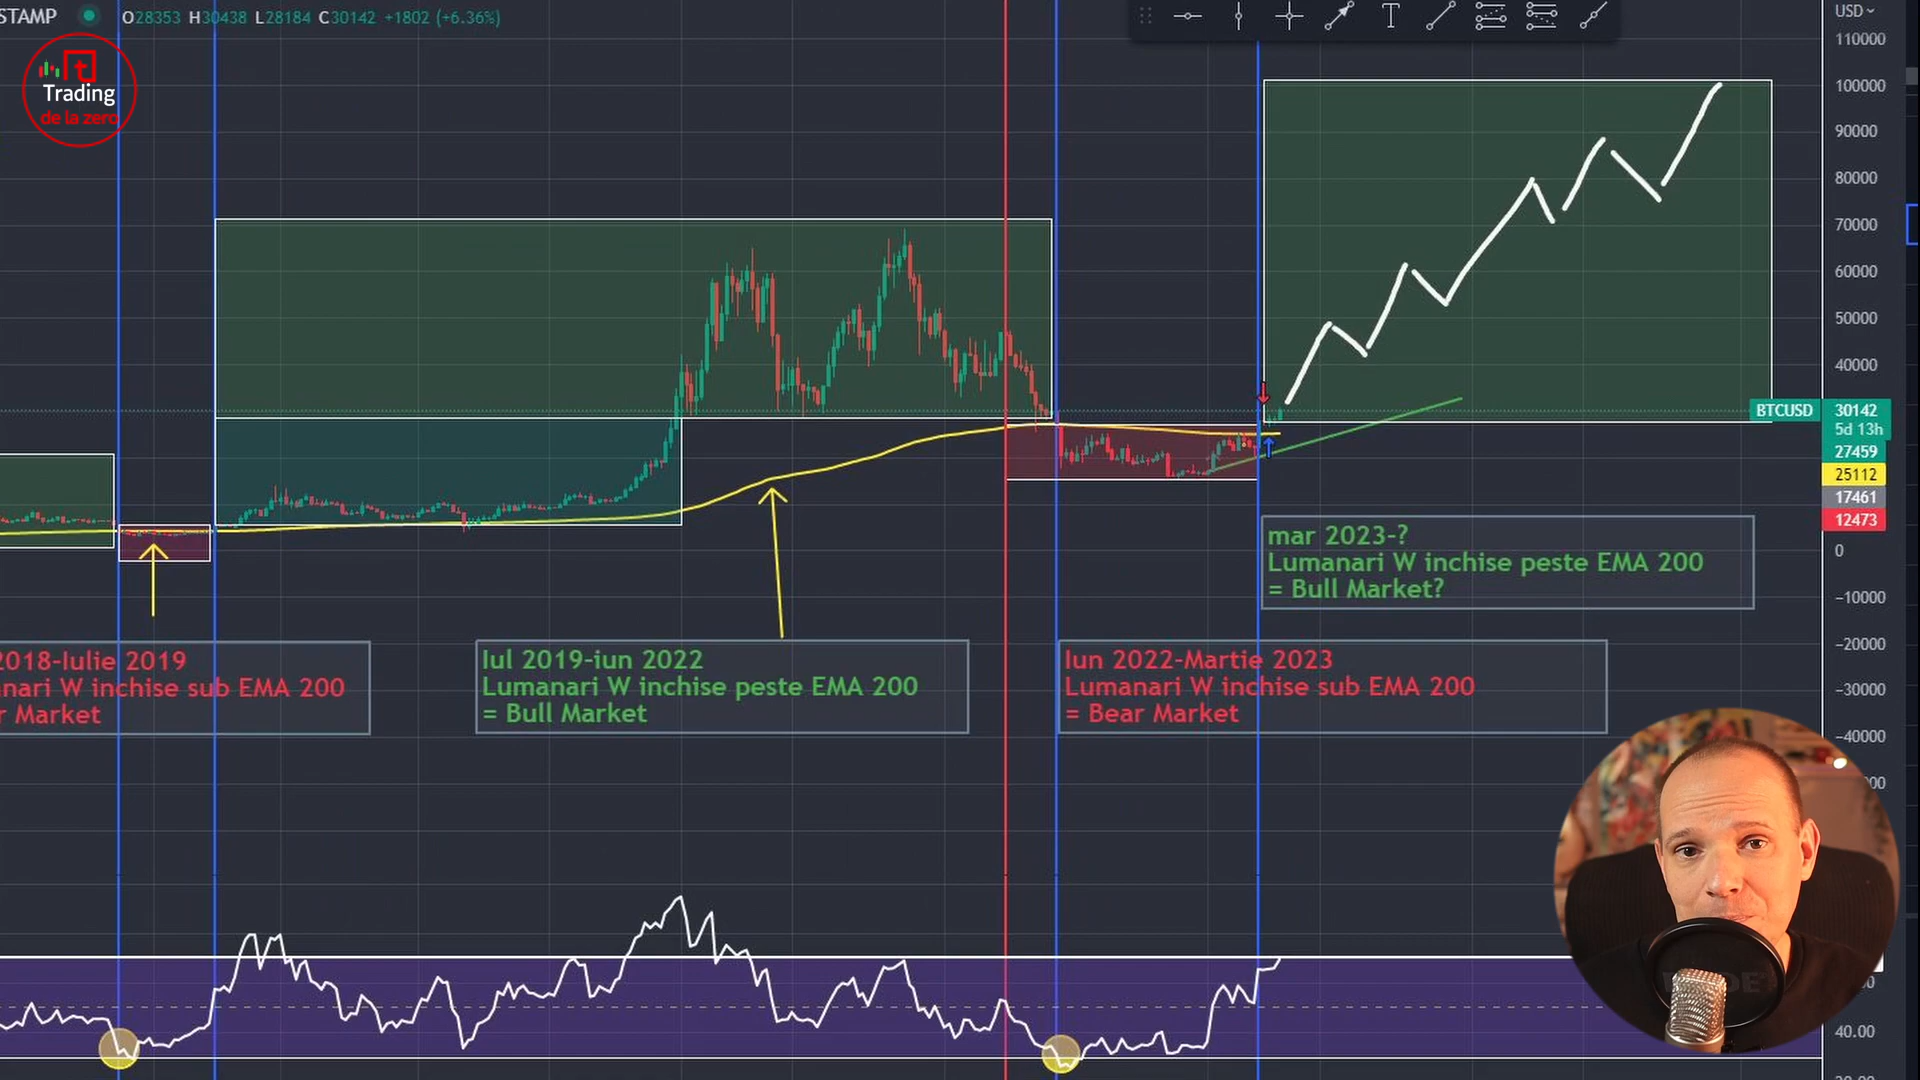 STAMP O28353 H30438 L28184 C30142 +1802 (+6.36%)
USD
Trading
de la zero
110000
100000
90000
80000
70000
60000
50000
40000
BTCUSD 30142
5d 13h
27459
25112
17461
12473
0
−10000
−20000
−30000
−40000
mar 2023-?
Lumanari W inchise peste EMA 200
= Bull Market?
2018-Iulie 2019
nari W inchise sub EMA 200
r Market
Iul 2019-iun 2022
Lumanari W inchise peste EMA 200
= Bull Market
Iun 2022-Martie 2023
Lumanari W inchise sub EMA 200
= Bear Market
40.00